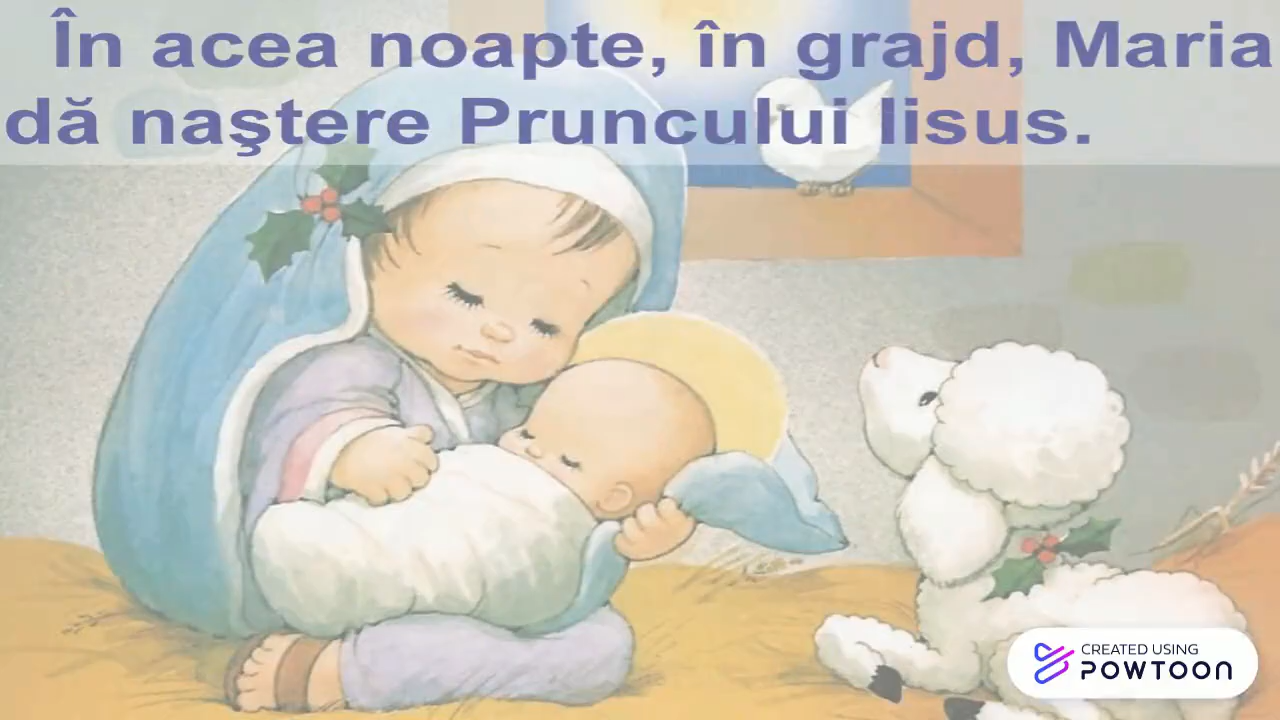 În acea noapte, în grajd, Maria
dă naştere Pruncului Iisus.
CREATED USING
POWTOON